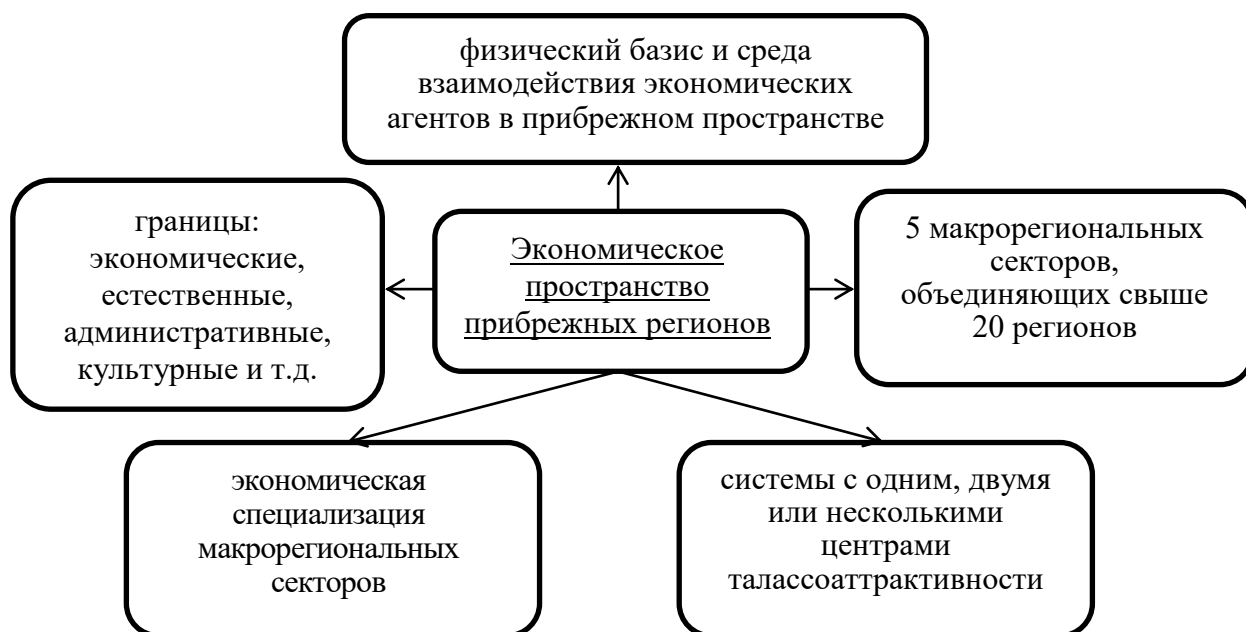 физический базис и среда
взаимодействия экономических
агентов в прибрежном пространстве
границы:
экономические,
естественные,
административные,
культурные и т.д.
Экономическое
пространство
прибрежных регионов
5 макрорегиональных
секторов,
объединяющих свыше
20 регионов
экономическая
специализация
макрорегиональных
секторов
системы с одним, двумя
или несколькими
центрами
талассоаттрактивности